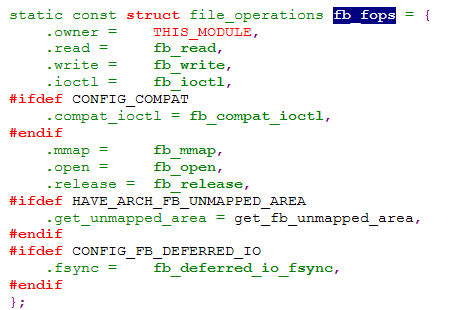 static const struct file_operations fb_fops = {
    .owner =    THIS_MODULE,
    .read =     fb_read,
    .write =    fb_write,
    .ioctl =    fb_ioctl,
#ifdef CONFIG_COMPAT
    .compat_ioctl = fb_compat_ioctl,
#endif
    .mmap =     fb_mmap,
    .open =     fb_open,
    .release =  fb_release,
#ifdef HAVE_ARCH_FB_UNMAPPED_AREA
    .get_unmapped_area = get_fb_unmapped_area,
#endif
#ifdef CONFIG_FB_DEFERRED_IO
    .fsync =    fb_deferred_io_fsync,
#endif
};